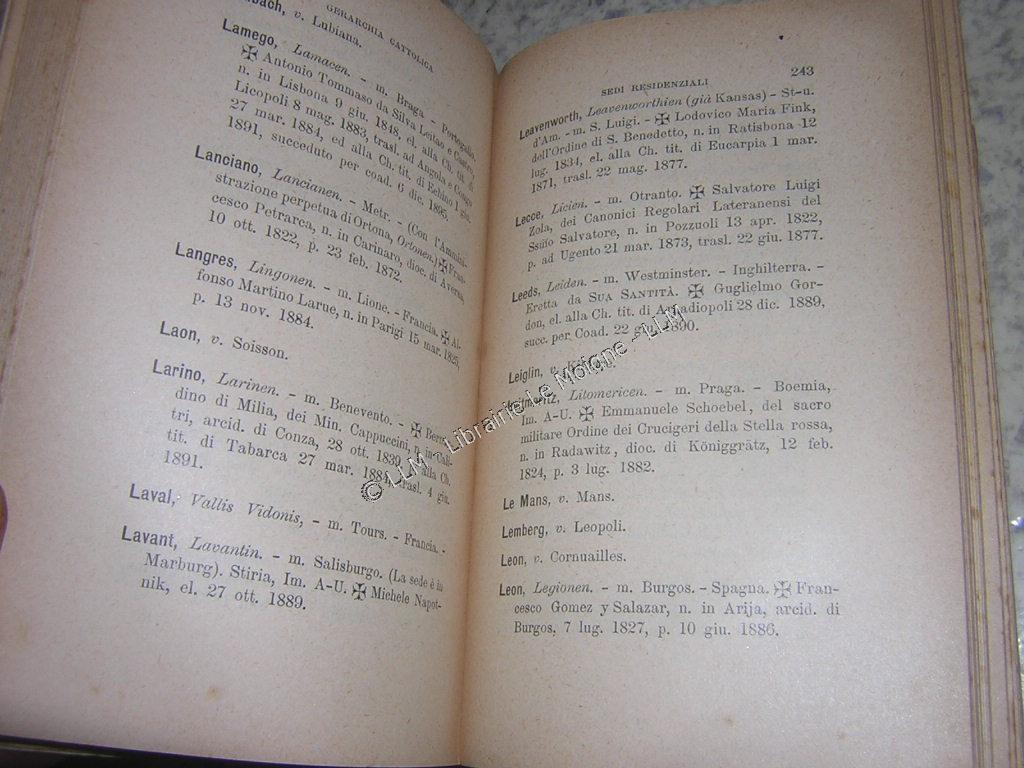 GERARCHIA CATTOLICA
bach, v. Lubiana.
Lamego, Lamacen. - m. Braga - Portogallo.
✠ Antonio Tommaso da Silva Leitao e Castro,
n. in Lisbona 9 giu. 1848, el. alla Ch. tit. di
Licopoli 8 mag. 1883, trasl. ad Angola e Congo
27 mar. 1884, ed alla Ch. tit. di Echino 1 giu.
1891, succeduto per coad. 6 dic. 1895.
Lanciano, Lancianen. - Metr. - (Con l'Ammini-
strazione perpetua di Ortona, Ortonen.) ✠ Fran-
cesco Petrarca, n. in Carinaro, dioc. di Aversa,
10 ott. 1822, p. 23 feb. 1872.
Langres, Lingonen. - m. Lione. - Francia. ✠ Al-
fonso Martino Larue, n. in Parigi 15 mar. 1825,
p. 13 nov. 1884.
Laon, v. Soisson.
Larino, Larinen. - m. Benevento. - ✠ Bernar-
dino di Milia, dei Min. Cappuccini, n. in Cali-
tri, arcid. di Conza, 28 ott. 1839, alla Ch.
tit. di Tabarca 27 mar. 1884, trasl. 4 giu.
1891.
Laval, Vallis Vidonis, - m. Tours. - Francia. -
Lavant, Lavantin. - m. Salisburgo. (La sede è in
Marburg). Stiria, Im. A-U. ✠ Michele Napot-
nik, el. 27 ott. 1889.
SEDI RESIDENZIALI 243
Leavenworth, Leavenworthien (già Kansas) - St-u.
d'Am. - m. S. Luigi. - ✠ Lodovico Maria Fink,
dell'Ordine di S. Benedetto, n. in Ratisbona 12
lug. 1834, el. alla Ch. tit. di Eucarpia 1 mar.
1871, trasl. 22 mag. 1877.
Lecce, Licien. - m. Otranto. ✠ Salvatore Luigi
Zola, dei Canonici Regolari Lateranensi del
Ssmo Salvatore, n. in Pozzuoli 13 apr. 1822,
p. ad Ugento 21 mar. 1873, trasl. 22 giu. 1877.
Leeds, Leiden. - m. Westminster. - Inghilterra. -
Eretta da SUA SANTITÀ. ✠ Guglielmo Gor-
don, el. alla Ch. tit. di Arcadiopoli 28 dic. 1889,
succ. per Coad. 22 giu. 1890.
Leiglin, v.
Leitmeritz, Litomericen. - m. Praga. - Boemia,
Im. A-U. ✠ Emmanuele Schoebel, del sacro
militare Ordine dei Crucigeri della Stella rossa,
n. in Radawitz, dioc. di Königgrätz, 12 feb.
1824, p. 3 lug. 1882.
Le Mans, v. Mans.
Lemberg, v. Leopoli.
Leon, v. Cornuailles.
Leon, Legionen. - m. Burgos. - Spagna. ✠ Fran-
cesco Gomez y Salazar, n. in Arija, arcid. di
Burgos, 7 lug. 1827, p. 10 giu. 1886.
© LLM - Librairie Le Moigne - LLM